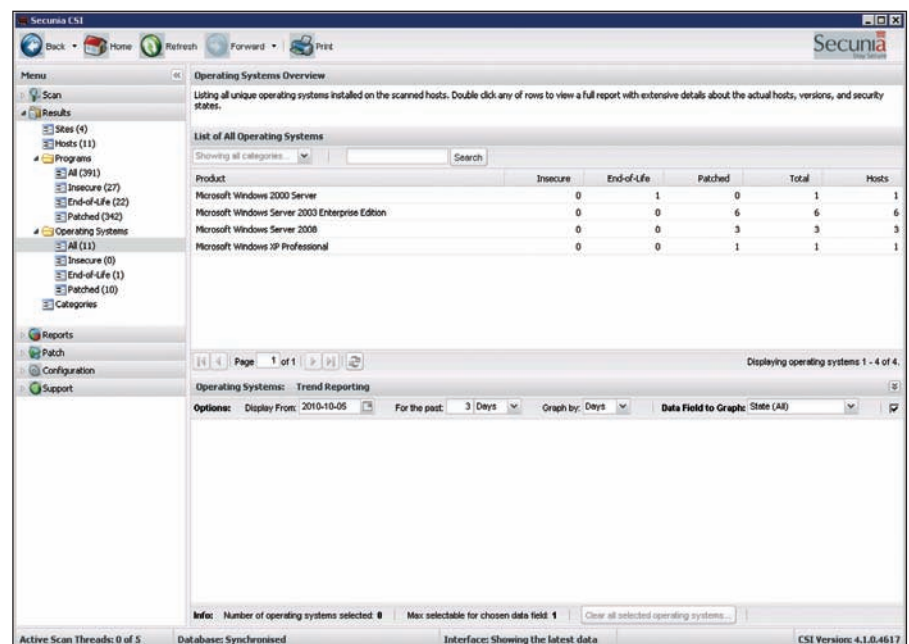 Secunia CSI
Back Home Refresh Forward Print
Secunia
Stay Secure
Menu
Scan
Results
Sites (4)
Hosts (11)
Programs
All (391)
Insecure (27)
End-of-Life (22)
Patched (342)
Operating Systems
All (11)
Insecure (0)
End-of-Life (1)
Patched (10)
Categories
Reports
Patch
Configuration
Support
Operating Systems Overview
Listing all unique operating systems installed on the scanned hosts. Double click any of rows to view a full report with extensive details about the actual hosts, versions, and security
states.
List of All Operating Systems
Showing all categories... Search
Product Insecure End-of-Life Patched Total Hosts
Microsoft Windows 2000 Server 0 1 0 1 1
Microsoft Windows Server 2003 Enterprise Edition 0 0 6 6 6
Microsoft Windows Server 2008 0 0 3 3 3
Microsoft Windows XP Professional 0 0 1 1 1
Page 1 of 1 Displaying operating systems 1 - 4 of 4.
Operating Systems: Trend Reporting
Options: Display From: 2010-10-05 For the past: 3 Days Graph by: Days Data Field to Graph: State (All)
Info: Number of operating systems selected: 0 Max selectable for chosen data field: 1 Clear all selected operating systems...
Active Scan Threads: 0 of 5 Database: Synchronised Interface: Showing the latest data CSI Version: 4.1.0.4617